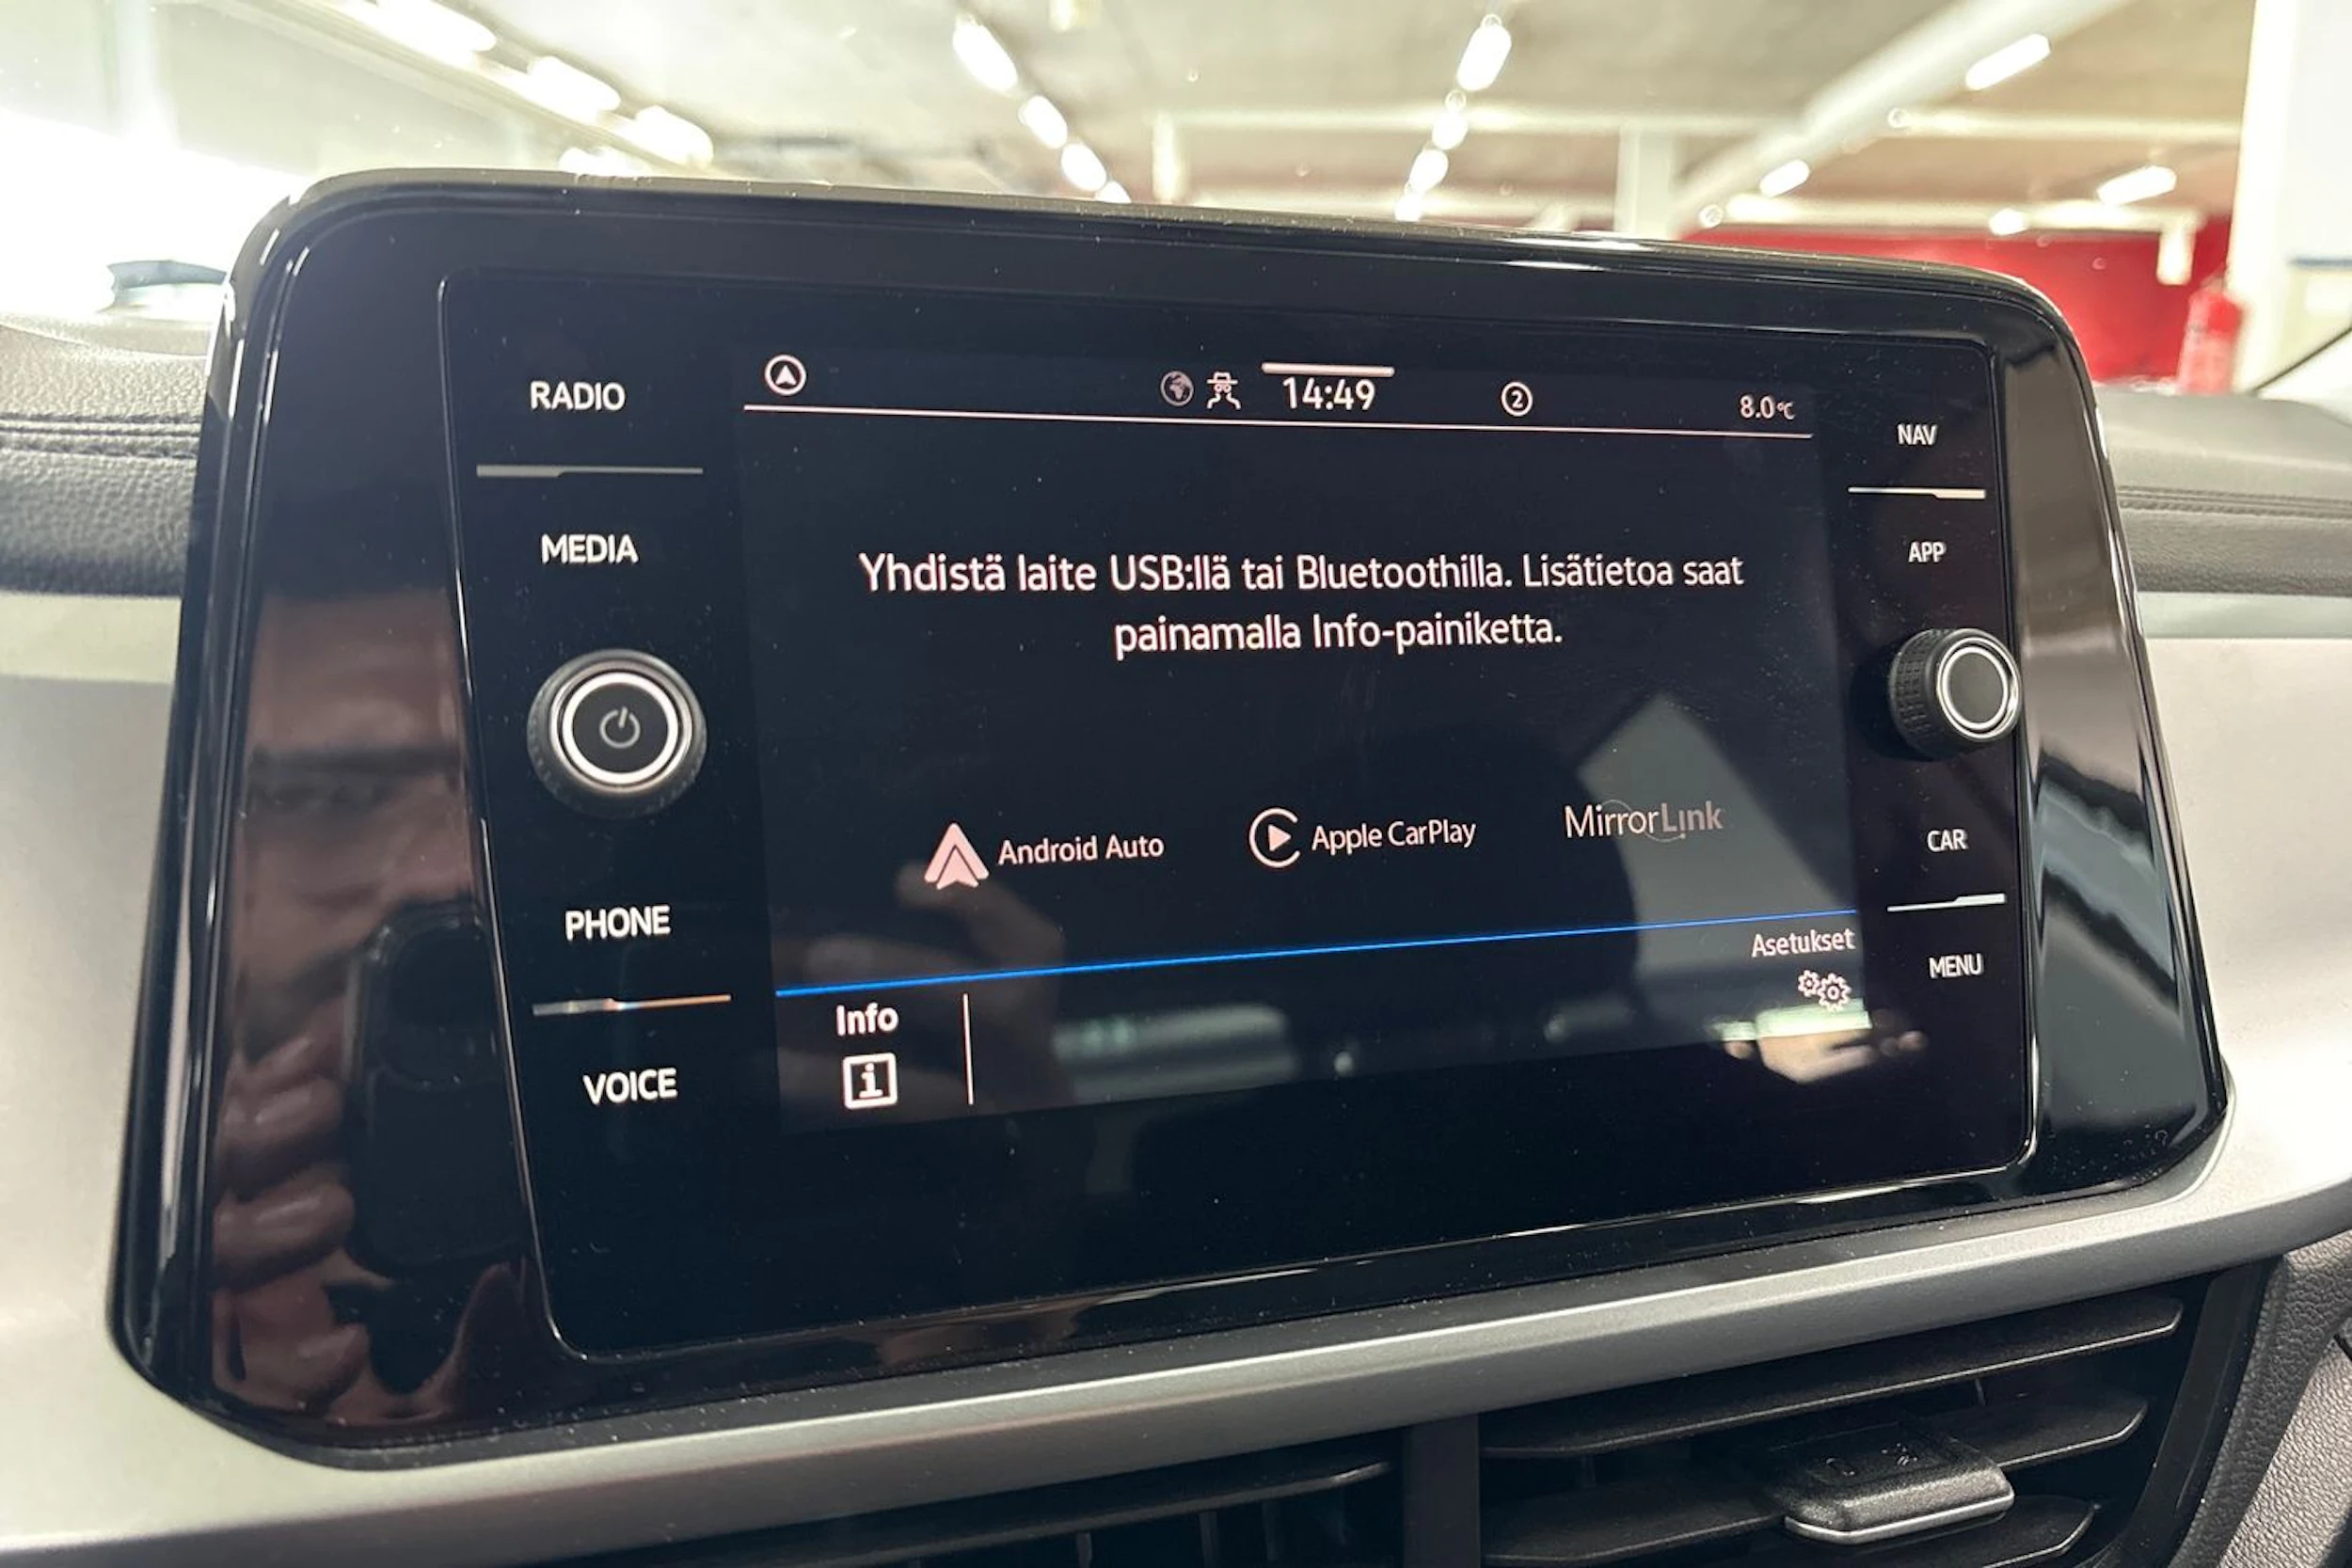 RADIO
MEDIA
PHONE
VOICE
14:49
2
8.0°C
Yhdistä laite USB:llä tai Bluetoothilla. Lisätietoa saat
painamalla Info-painiketta.
Android Auto
Apple CarPlay
MirrorLink
Asetukset
Info
i
NAV
APP
CAR
MENU